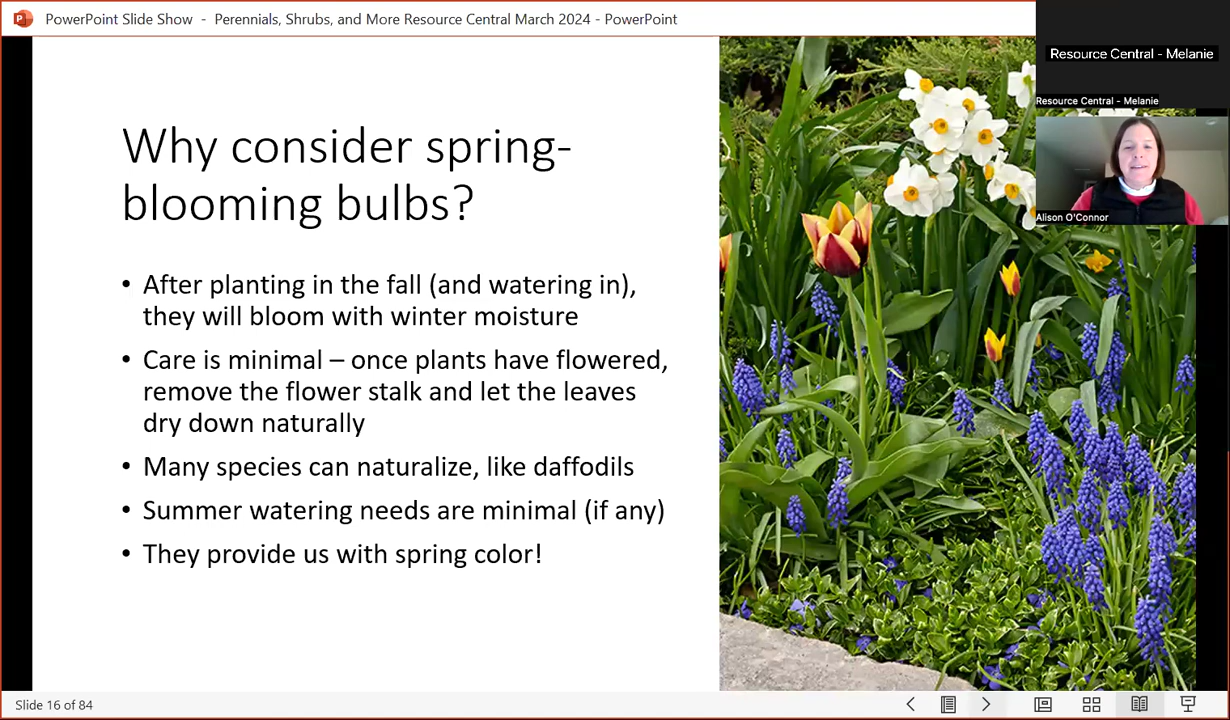 PowerPoint Slide Show - Perennials, Shrubs, and More Resource Central March 2024 - PowerPoint
Resource Central - Melanie
Resource Central - Melanie
Alison O'Connor
Why consider spring-
blooming bulbs?
• After planting in the fall (and watering in),
they will bloom with winter moisture
• Care is minimal – once plants have flowered,
remove the flower stalk and let the leaves
dry down naturally
• Many species can naturalize, like daffodils
• Summer watering needs are minimal (if any)
• They provide us with spring color!
Slide 16 of 84